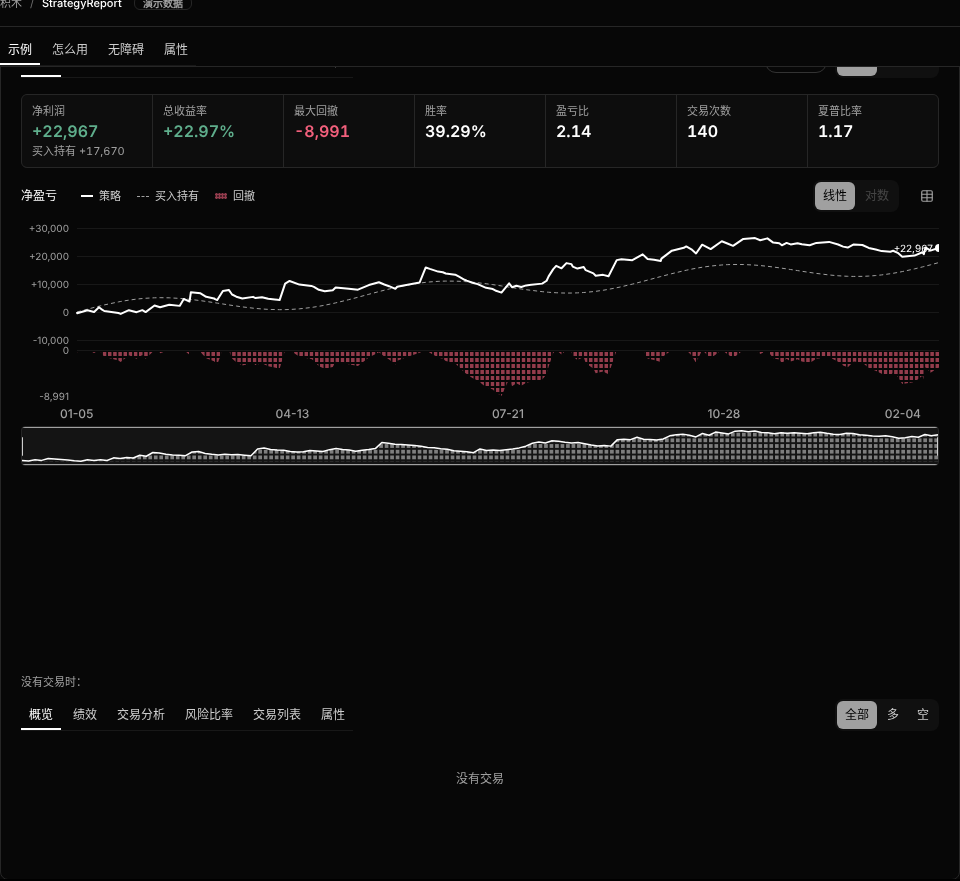 积木 / StrategyReport 演示数据
示例 怎么用 无障碍 属性
净利润 总收益率 最大回撤 胜率 盈亏比 交易次数 夏普比率
+22,967 +22.97% -8,991 39.29% 2.14 140 1.17
买入持有 +17,670
净盈亏 策略 买入持有 回撤 线性 对数
+30,000
+22,967
+20,000
+10,000
0
-10,000
0
-8,991
01-05 04-13 07-21 10-28 02-04
没有交易时：
概览 绩效 交易分析 风险比率 交易列表 属性 全部 多 空
没有交易